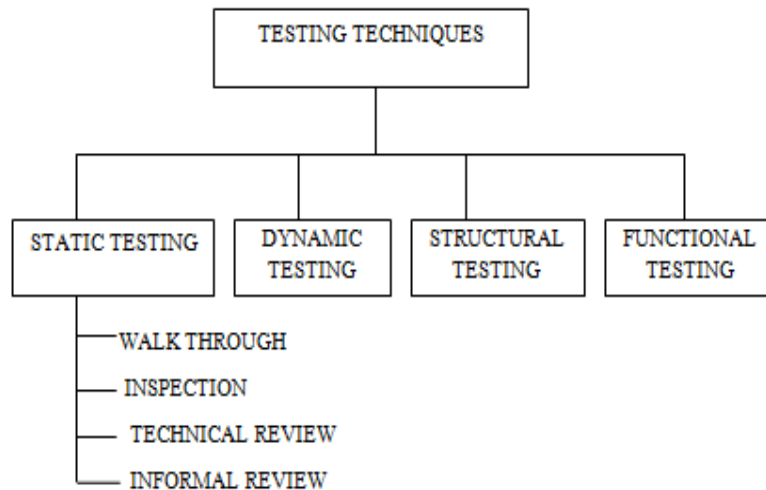 TESTING TECHNIQUES
STATIC TESTING
DYNAMIC
TESTING
STRUCTURAL
TESTING
FUNCTIONAL
TESTING
WALK THROUGH
INSPECTION
TECHNICAL REVIEW
INFORMAL REVIEW